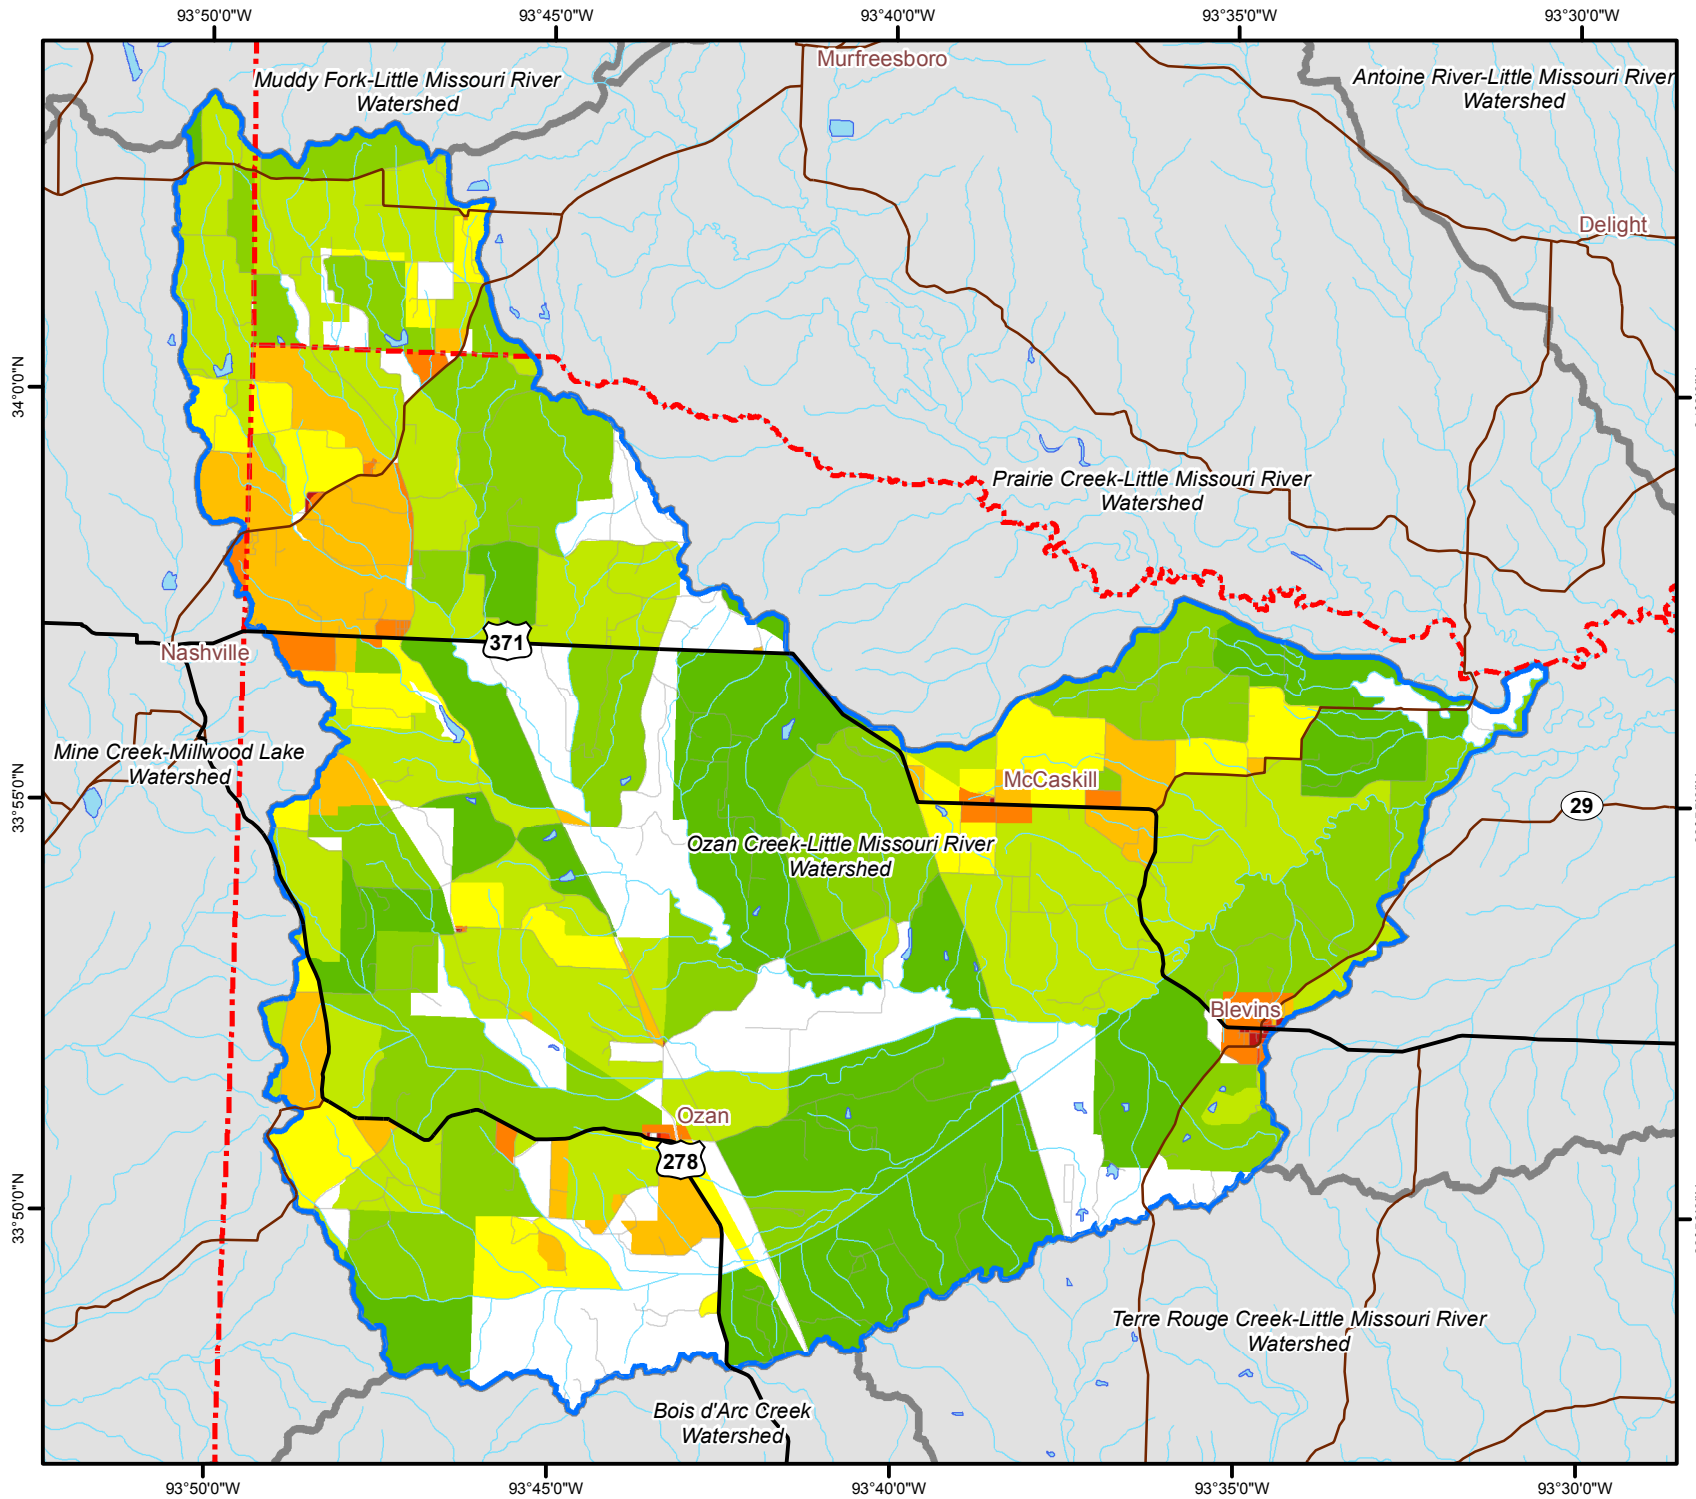 93°50'0"W 93°45'0"W 93°40'0"W 93°35'0"W 93°30'0"W
Murfreesboro
Muddy Fork-Little Missouri River
Watershed
Antoine River-Little Missouri River
Watershed
Delight
34°0'0"N
Prairie Creek-Little Missouri River
Watershed
371
Nashville
Mine Creek-Millwood Lake
Watershed
McCaskill
33°55'0"N
29
Ozan Creek-Little Missouri River
Watershed
Blevins
Ozan
278
33°50'0"N
Terre Rouge Creek-Little Missouri River
Watershed
Bois d'Arc Creek
Watershed
93°50'0"W 93°45'0"W 93°40'0"W 93°35'0"W 93°30'0"W